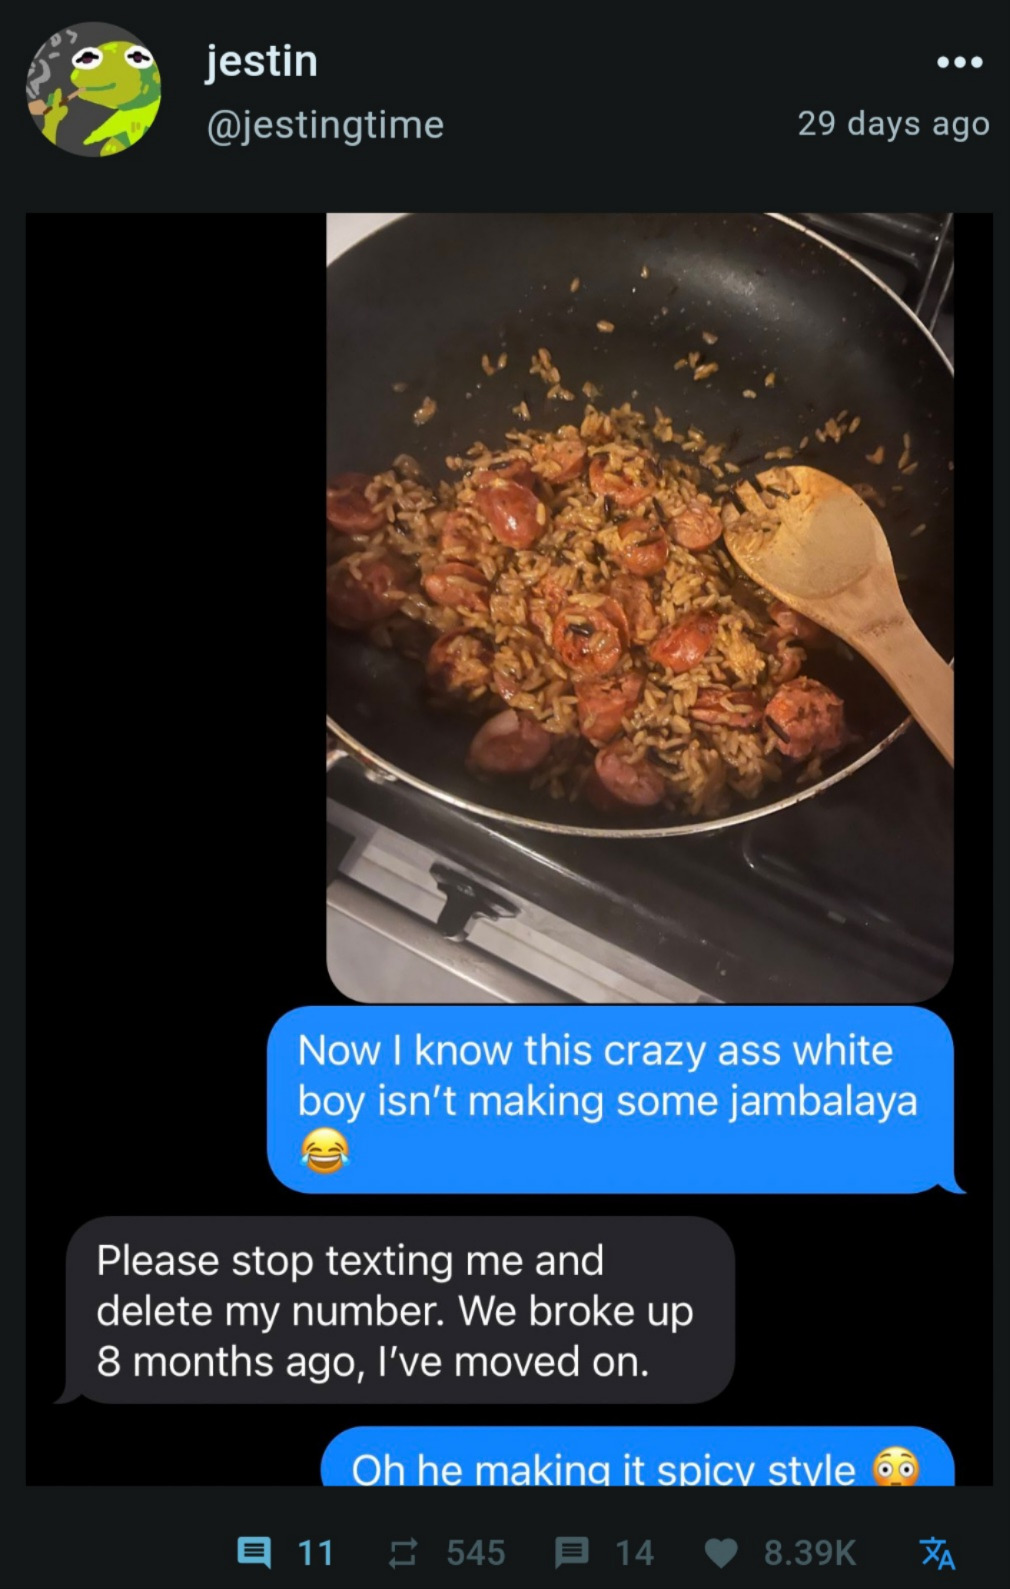 jestin
@jestingtime
29 days ago
Now I know this crazy ass white
boy isn't making some jambalaya
😂
Please stop texting me and
delete my number. We broke up
8 months ago, I've moved on.
Oh he making it spicy style 😳
11 545 14 8.39K